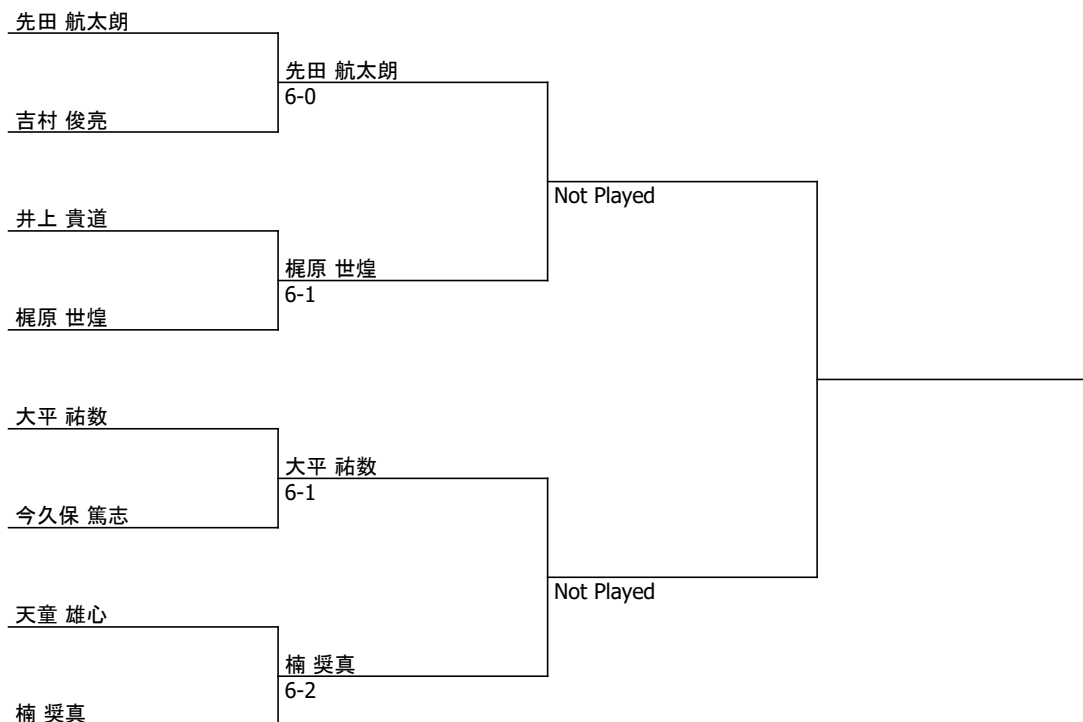 先田 航太朗
先田 航太朗
6-0
吉村 俊亮
Not Played
井上 貴道
梶原 世煌
6-1
梶原 世煌
大平 祐数
大平 祐数
6-1
今久保 篤志
Not Played
天童 雄心
楠 奨真
6-2
楠 奨真